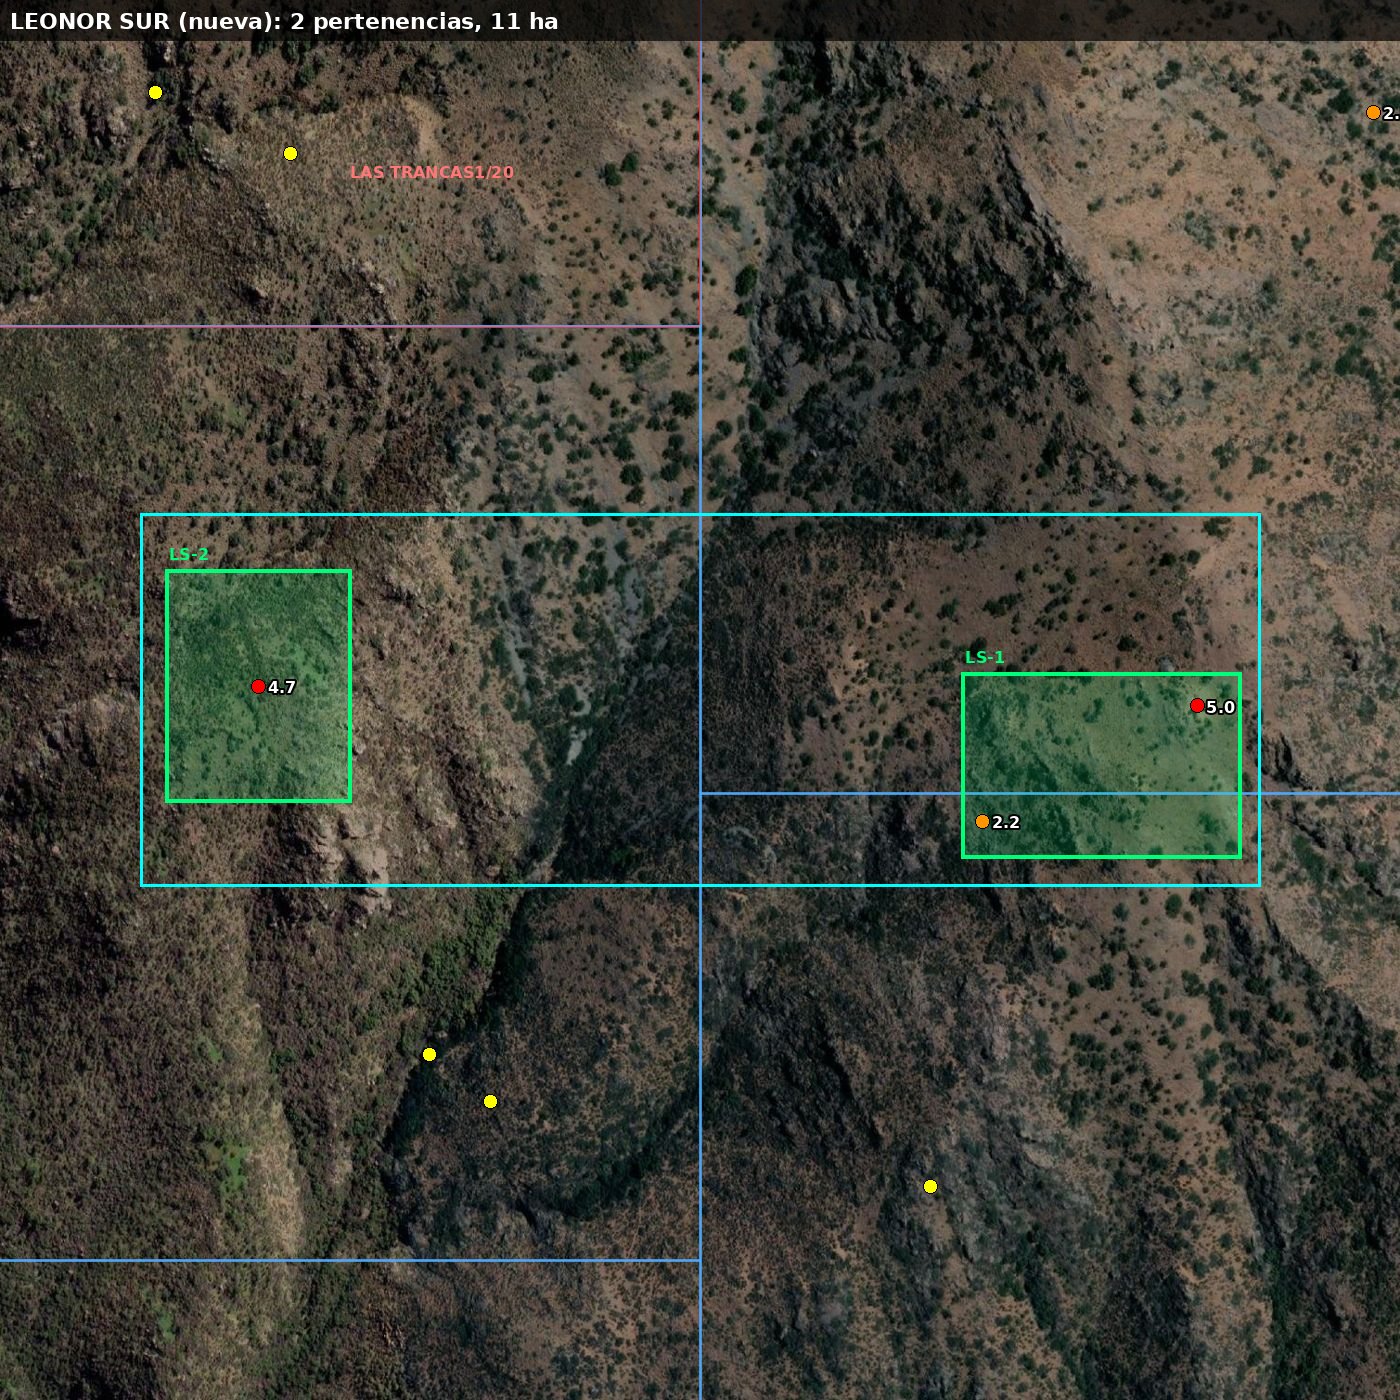 LEONOR SUR (nueva): 2 pertenencias, 11 ha
2.
LAS TRANCAS1/20
LS-2
LS-1
4.7
5.0
2.2